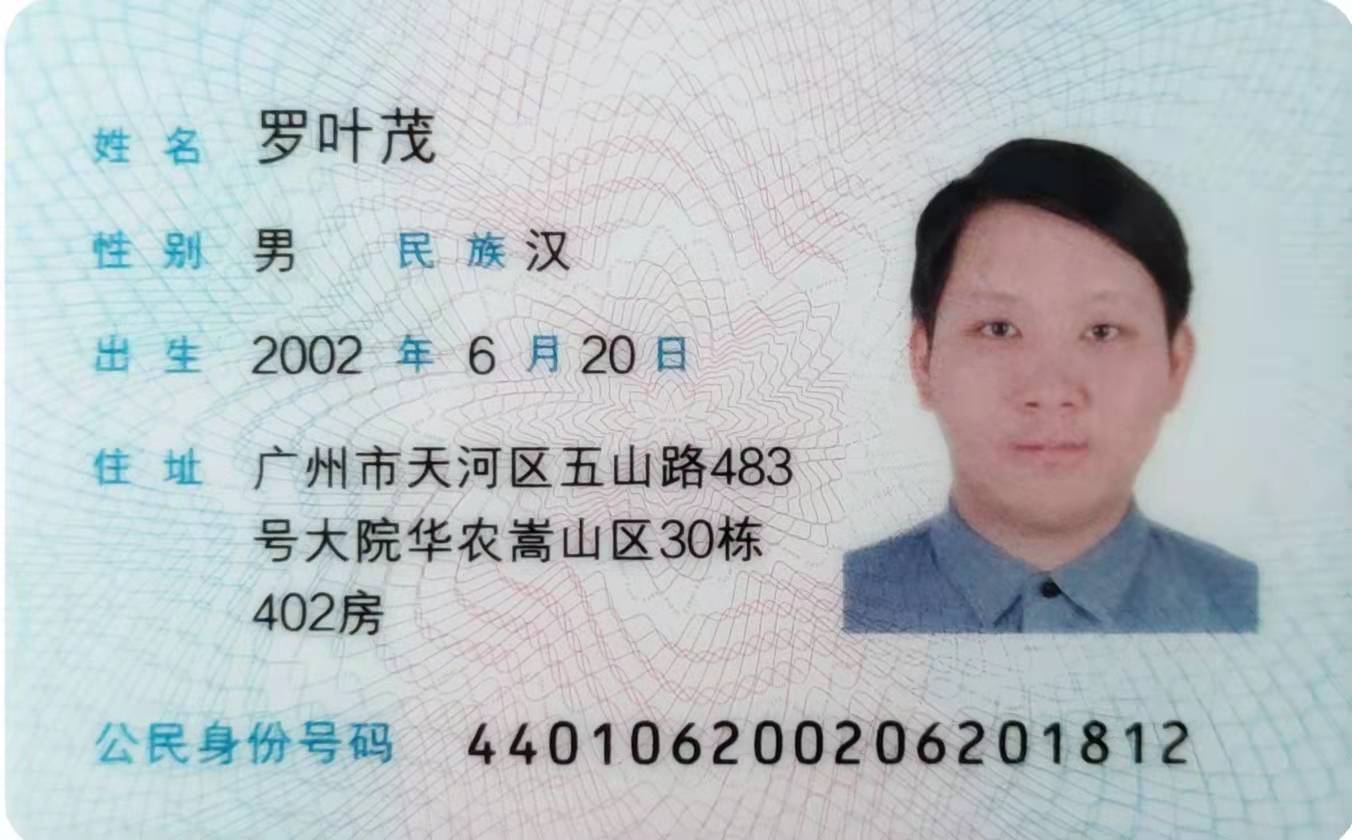 姓名 罗叶茂
性别 男 民族 汉
出生 2002 年 6 月 20 日
住址 广州市天河区五山路483
号大院华农嵩山区30栋
402房
公民身份号码 440106200206201812